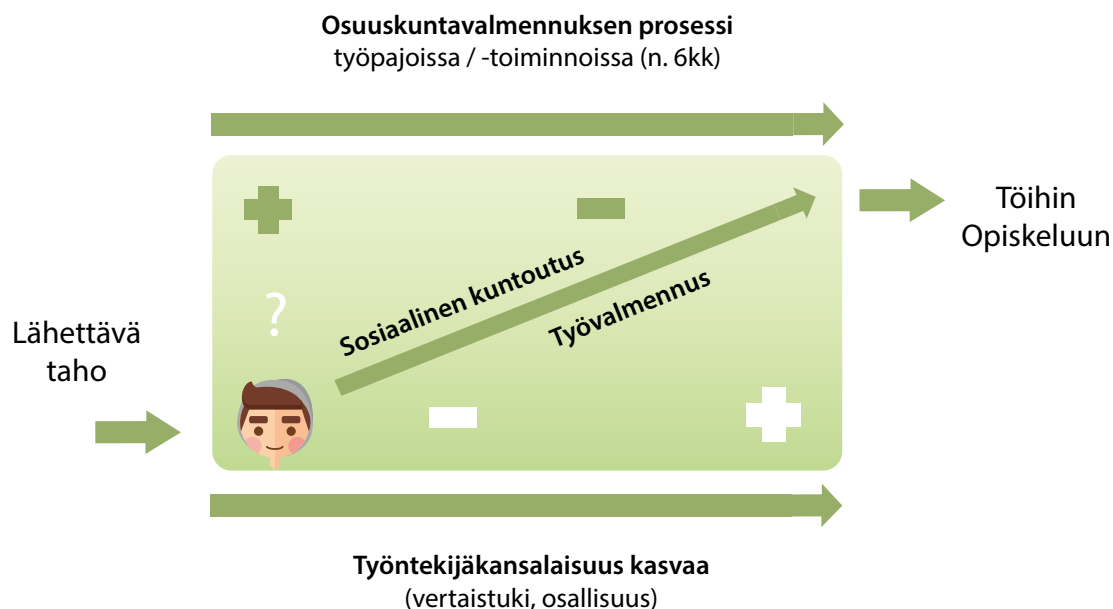 Osuuskuntavalmennuksen prosessi
työpajoissa / -toiminnoissa (n. 6kk)
Töihin
Opiskeluun
?
Sosiaalinen kuntoutus
Työvalmennus
Lähettävä
taho
Työntekijäkansalaisuus kasvaa
(vertaistuki, osallisuus)